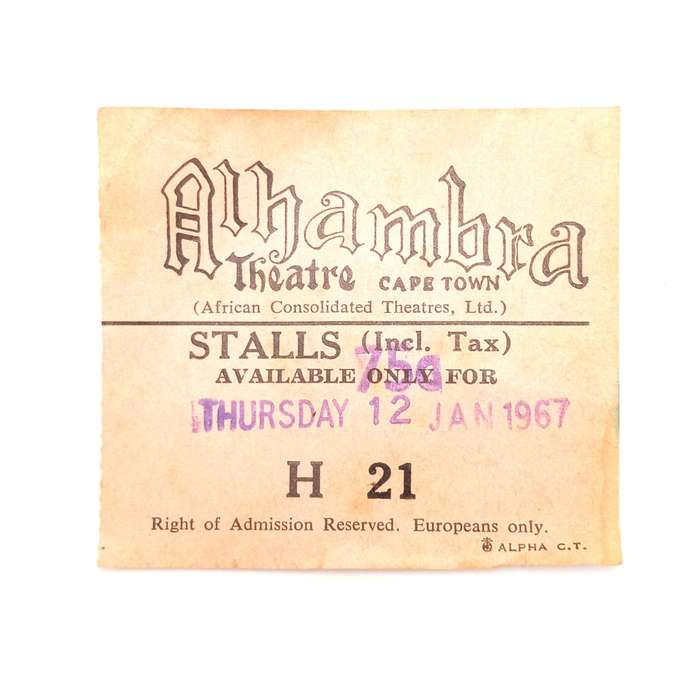 Alhambra
Theatre CAPE TOWN
(African Consolidated Theatres, Ltd.)
STALLS (Incl. Tax)
75c
AVAILABLE ONLY FOR
THURSDAY 12 JAN 1967
H 21
Right of Admission Reserved. Europeans only.
ALPHA C.T.